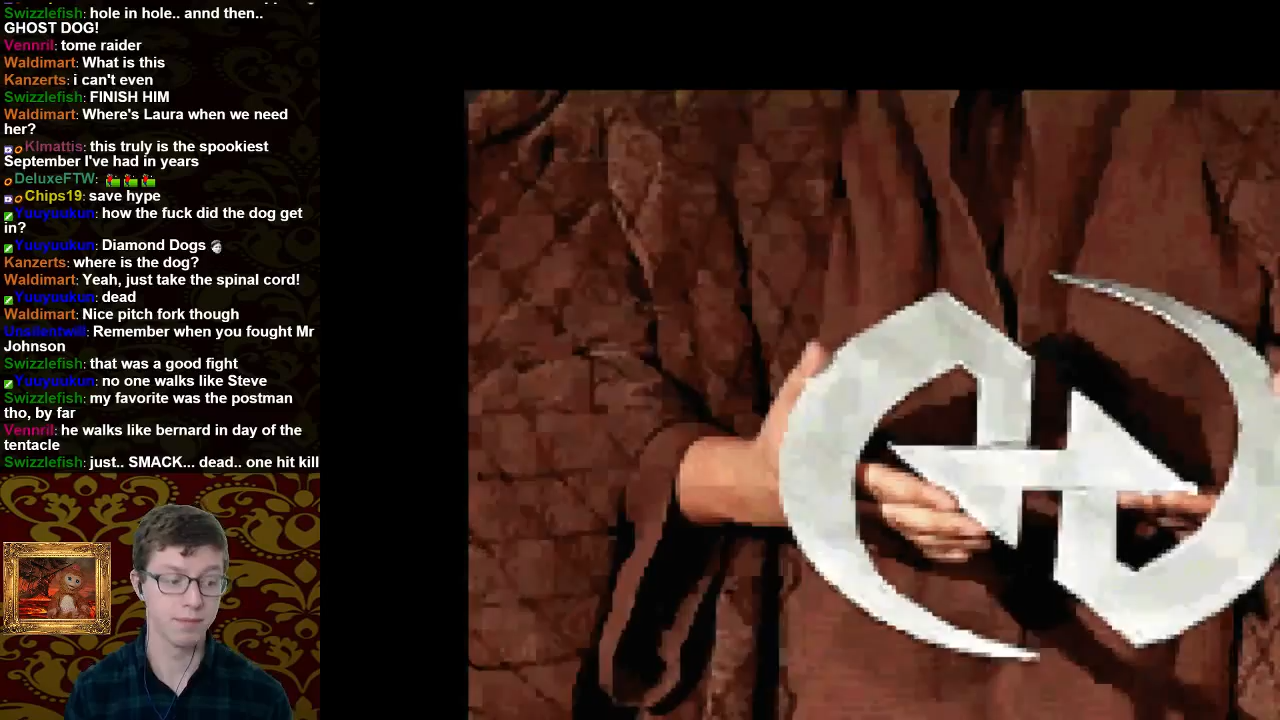 Swizzlefish: hole in hole.. annd then..
GHOST DOG!
Vennril: tome raider
Waldimart: What is this
Kanzerts: i can't even
Swizzlefish: FINISH HIM
Waldimart: Where's Laura when we need
her?
Klmattis: this truly is the spookiest
September I've had in years
DeluxeFTW:
Chips19: save hype
Yuuyuukun: how the fuck did the dog get
in?
Yuuyuukun: Diamond Dogs
Kanzerts: where is the dog?
Waldimart: Yeah, just take the spinal cord!
Yuuyuukun: dead
Waldimart: Nice pitch fork though
Unsilentwill: Remember when you fought Mr
Johnson
Swizzlefish: that was a good fight
Yuuyuukun: no one walks like Steve
Swizzlefish: my favorite was the postman
tho, by far
Vennril: he walks like bernard in day of the
tentacle
Swizzlefish: just.. SMACK... dead.. one hit kill